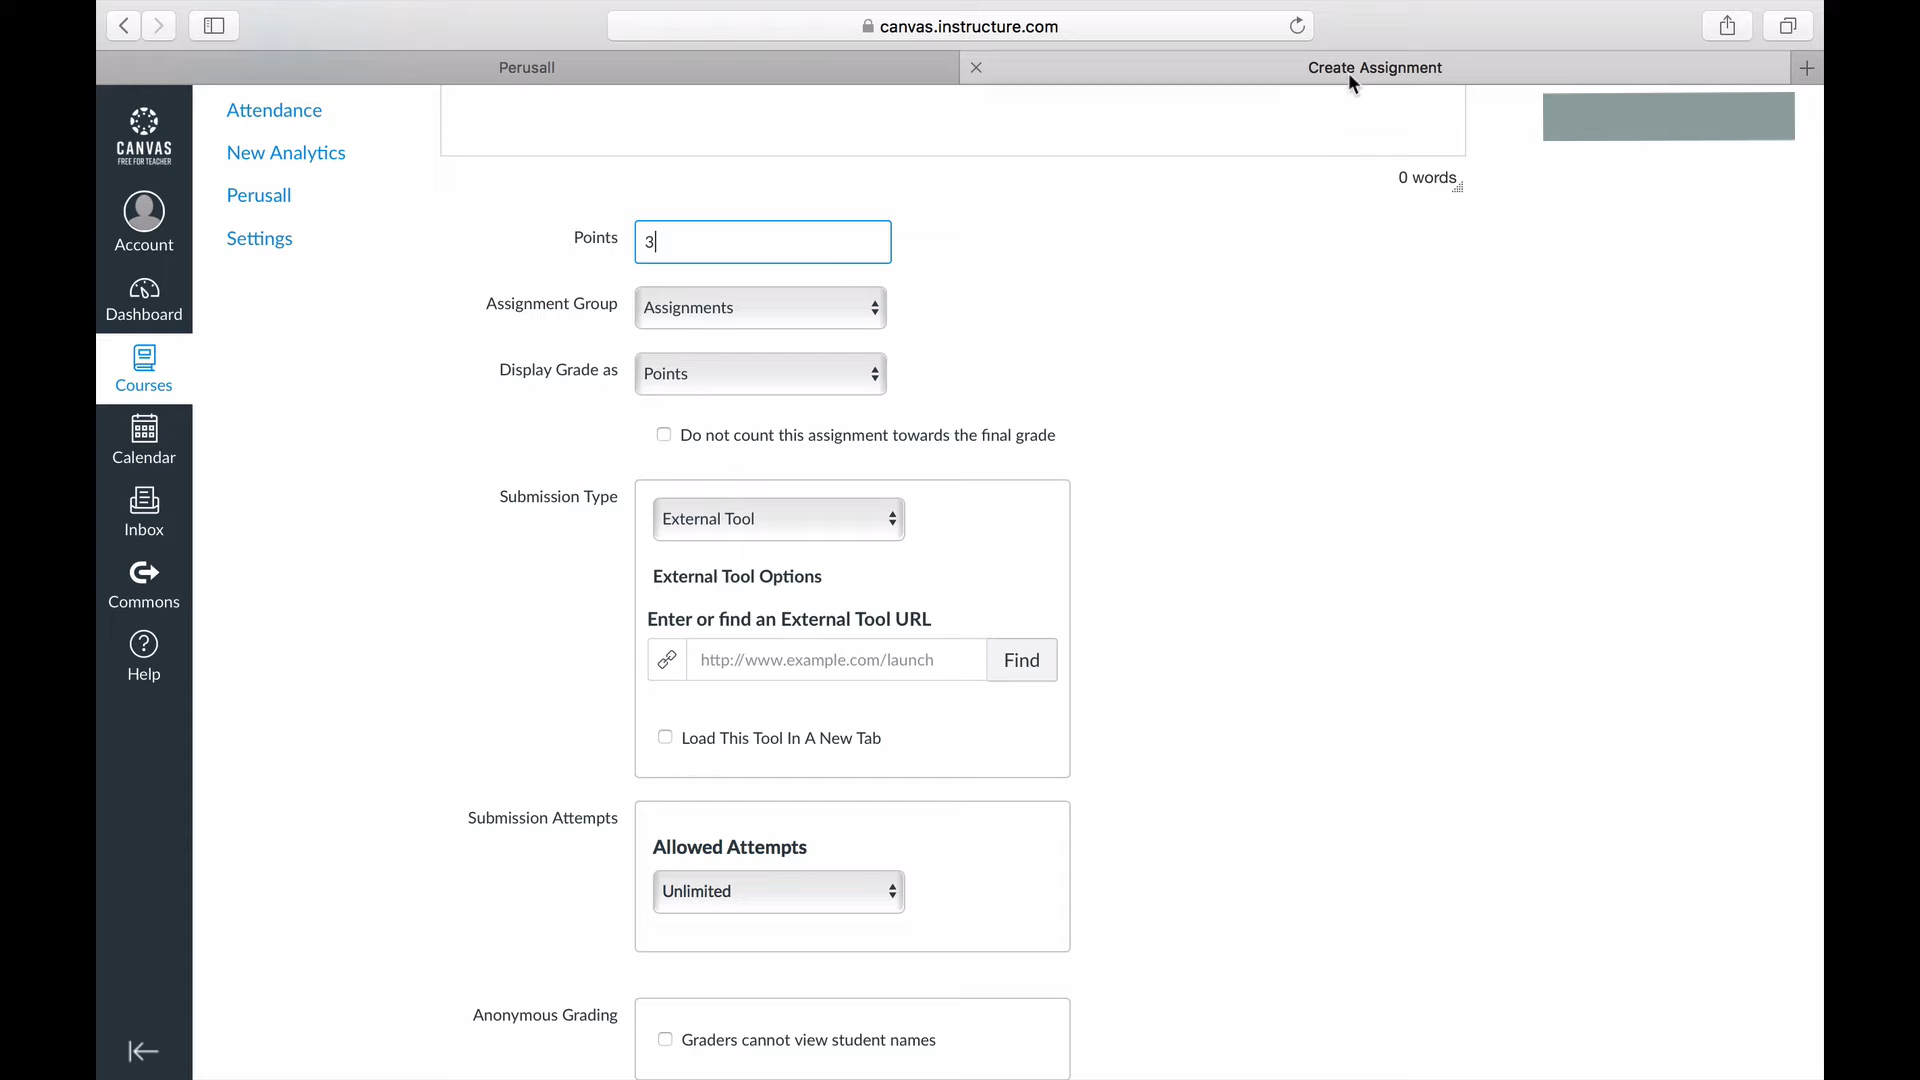 canvas.instructure.com
Perusall
Create Assignment
CANVAS
FREE FOR TEACHER
Account
Dashboard
Courses
Calendar
Inbox
Commons
Help
Attendance
New Analytics
Perusall
Settings
0 words
Points
3
Assignment Group
Assignments
Display Grade as
Points
Do not count this assignment towards the final grade
Submission Type
External Tool
External Tool Options
Enter or find an External Tool URL
http://www.example.com/launch
Find
Load This Tool In A New Tab
Submission Attempts
Allowed Attempts
Unlimited
Anonymous Grading
Graders cannot view student names